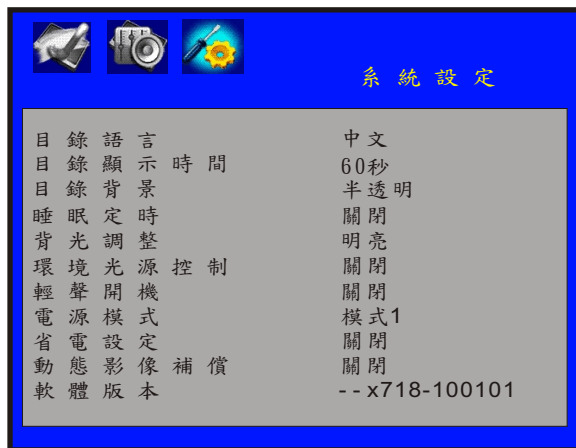 系統設定
目錄語言 中文
目錄顯示時間 60秒
目錄背景 半透明
睡眠定時 關閉
背光調整 明亮
環境光源控制 關閉
輕聲開機 關閉
電源模式 模式1
省電設定 關閉
動態影像補償 關閉
軟體版本 --x718-100101